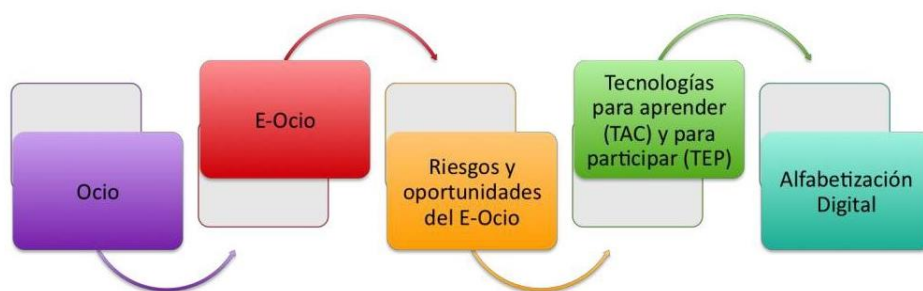 Ocio
E-Ocio
Riesgos y
oportunidades
del E-Ocio
Tecnologías
para aprender
(TAC) y para
participar (TEP)
Alfabetización
Digital